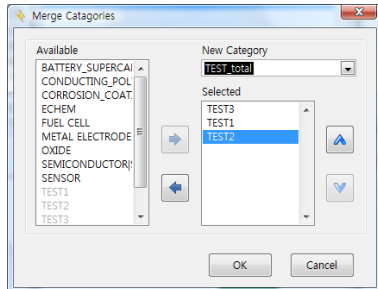 Merge Catagories
Available
BATTERY_SUPERCAI
CONDUCTING_POL'
CORROSION_COAT.
ECHEM
FUEL CELL
METAL ELECTRODE
OXIDE
SEMICONDUCTOR|!
SENSOR
TEST1
TEST2
TEST3
New Category
TEST_total
Selected
TEST3
TEST1
TEST2
OK
Cancel